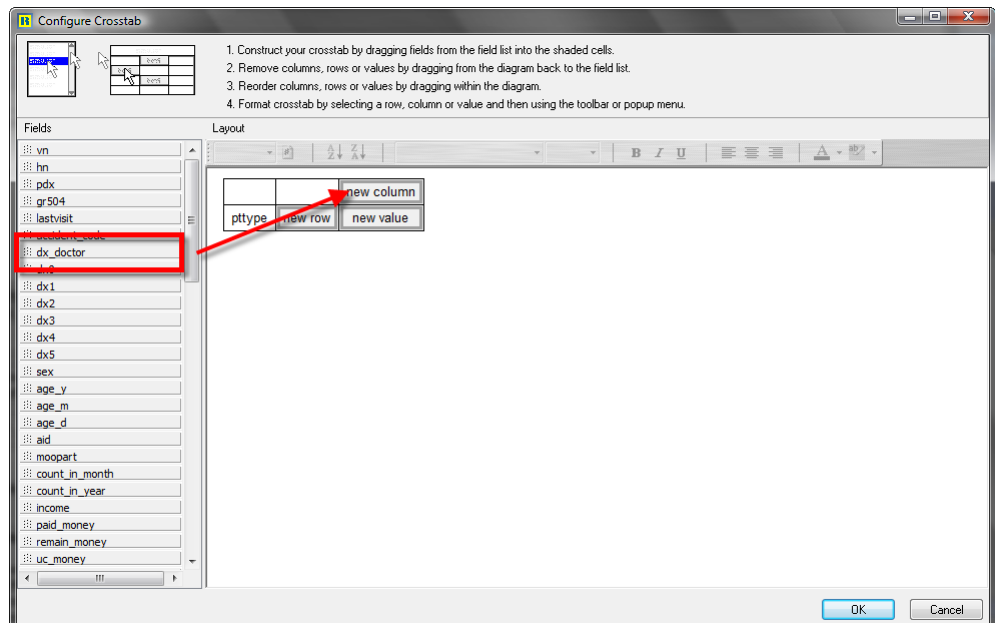 Configure Crosstab
1. Construct your crosstab by dragging fields from the field list into the shaded cells.
2. Remove columns, rows or values by dragging from the diagram back to the field list.
3. Reorder columns, rows or values by dragging within the diagram.
4. Format crosstab by selecting a row, column or value and then using the toolbar or popup menu.
Fields
Layout
B I U A
vn
hn
pdx
gr504
lastvisit
accident_code
dx_doctor
dx0
dx1
dx2
dx3
dx4
dx5
sex
age_y
age_m
age_d
aid
moopart
count_in_month
count_in_year
income
paid_money
remain_money
uc_money
new column
pttype new row new value
OK Cancel